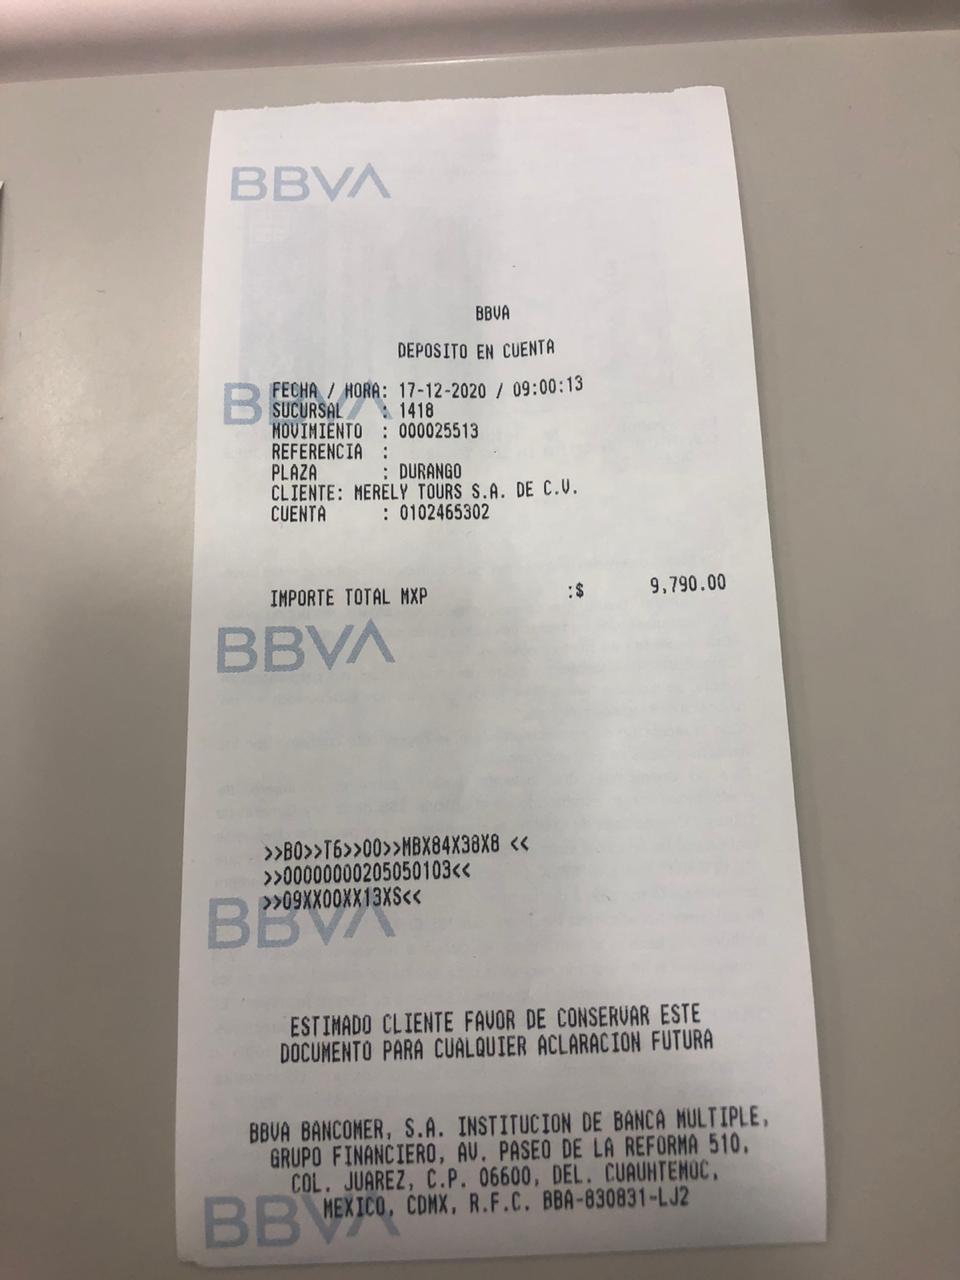 BBVA
BBVA
DEPOSITO EN CUENTA
BBVA
FECHA / HORA: 17-12-2020 / 09:00:13
SUCURSAL : 1418
MOVIMIENTO : 000025513
REFERENCIA :
PLAZA : DURANGO
CLIENTE: MERELY TOURS S.A. DE C.V.
CUENTA : 0102465302
IMPORTE TOTAL MXP :$ 9,790.00
BBVA
>>B0>>T6>>00>>MBX84X38X8 <<
>>00000000205050103<<
>>09XX00XX13XS<<
BBVA
ESTIMADO CLIENTE FAVOR DE CONSERVAR ESTE
DOCUMENTO PARA CUALQUIER ACLARACION FUTURA
BBVA BANCOMER, S.A. INSTITUCION DE BANCA MULTIPLE,
GRUPO FINANCIERO, AV. PASEO DE LA REFORMA 510,
COL. JUAREZ, C.P. 06600, DEL. CUAUHTEMOC,
MEXICO, CDMX, R.F.C. BBA-830831-LJ2
BBVA